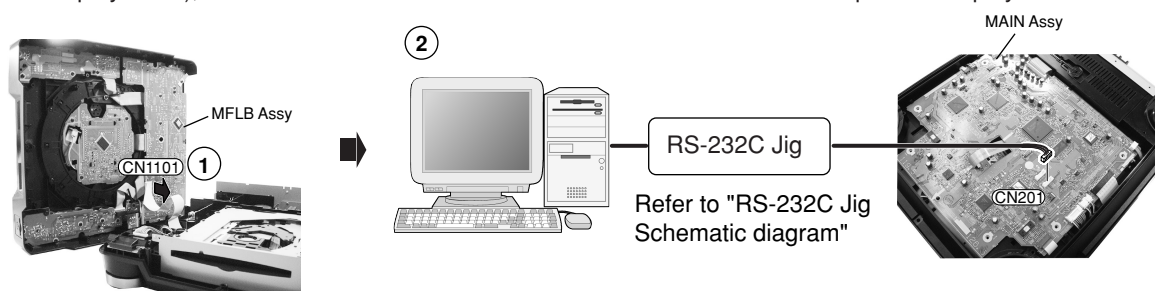 MAIN Assy
2
MFLB Assy
CN1101
1
RS-232C Jig
CN201
Refer to "RS-232C Jig
Schematic diagram"